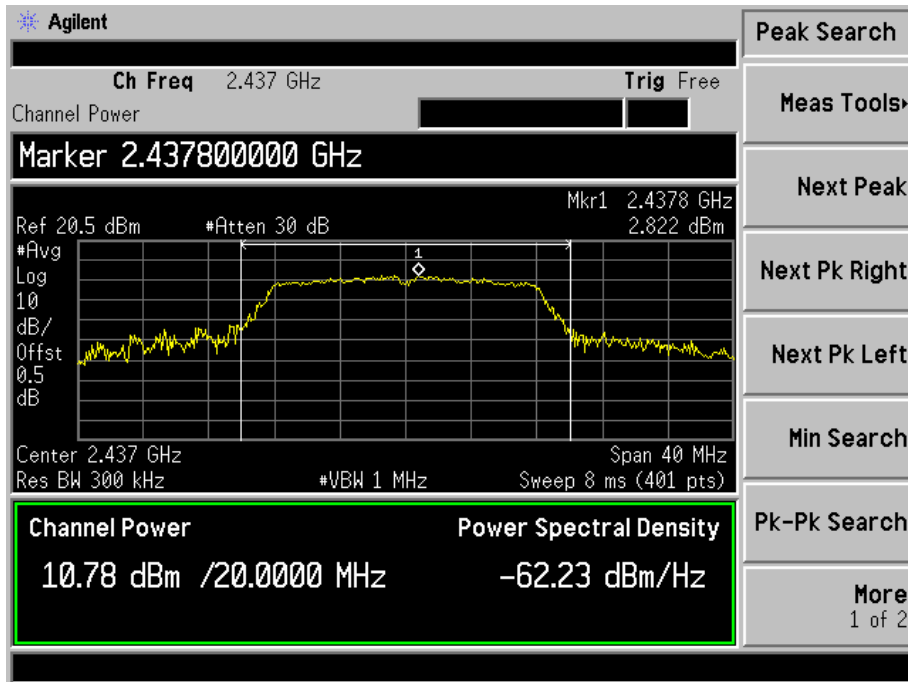 Agilent
Peak Search
Ch Freq 2.437 GHz Trig Free
Channel Power
Meas Tools
Marker 2.437800000 GHz
Mkr1 2.4378 GHz
Ref 20.5 dBm #Atten 30 dB 2.822 dBm
#Avg
Log
10
dB/
Offst
0.5
dB
1
Center 2.437 GHz Span 40 MHz
Res BW 300 kHz #VBW 1 MHz Sweep 8 ms (401 pts)
Channel Power Power Spectral Density
10.78 dBm /20.0000 MHz -62.23 dBm/Hz
Next Peak
Next Pk Right
Next Pk Left
Min Search
Pk-Pk Search
More
1 of 2